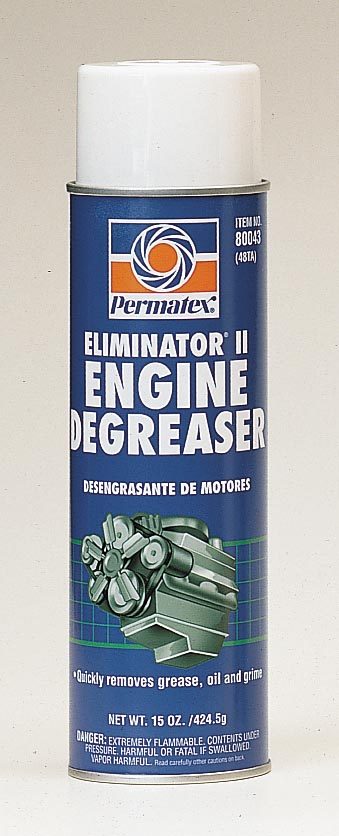 ITEM NO.
80043
(48TA)
Permatex®
ELIMINATOR® II
ENGINE
DEGREASER
DESENGRASANTE DE MOTORES
•Quickly removes grease, oil and grime
NET WT. 15 OZ./424.5g
DANGER: EXTREMELY FLAMMABLE. CONTENTS UNDER
PRESSURE. HARMFUL OR FATAL IF SWALLOWED.
VAPOR HARMFUL. Read carefully other cautions on back.